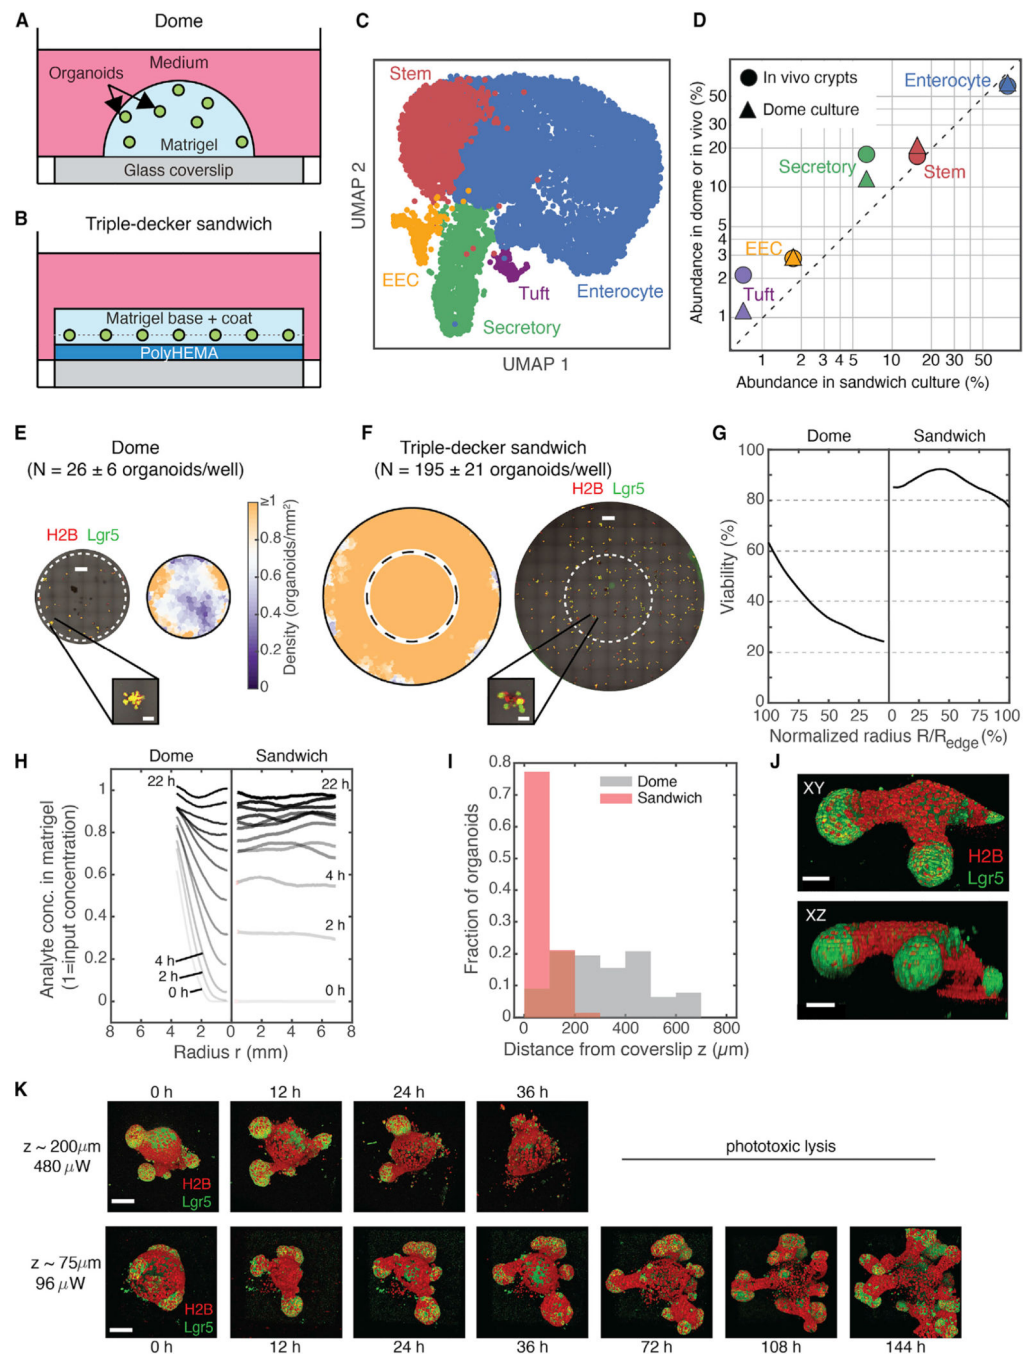 A
Dome
Medium
Organoids
Matrigel
Glass coverslip
B
Triple-decker sandwich
Matrigel base + coat
PolyHEMA
C
Stem
EEC
Tuft
Enterocyte
Secretory
UMAP 2
UMAP 1
D
In vivo crypts
Dome culture
Enterocyte
Secretory
Stem
EEC
Tuft
Abundance in dome or in vivo (%)
50
30
20
10
5
4
3
2
1
1 2 3 4 5 10 20 30 50
Abundance in sandwich culture (%)
E
Dome
(N = 26 ± 6 organoids/well)
H2B Lgr5
≥1
0.8
0.6
0.4
0.2
0
Density (organoids/mm²)
F
Triple-decker sandwich
(N = 195 ± 21 organoids/well)
H2B Lgr5
G
Dome Sandwich
100
80
60
40
20
0
Viability (%)
100 75 50 25 0 25 50 75 100
Normalized radius R/Redge (%)
H
Dome Sandwich
22 h 22 h
4 h
2 h
0 h
4 h
2 h
0 h
1
0.8
0.6
0.4
0.2
0
Analyte conc. in matrigel
(1=input concentration)
8 6 4 2 0 2 4 6 8
Radius r (mm)
I
Dome
Sandwich
0.8
0.7
0.6
0.5
0.4
0.3
0.2
0.1
0
Fraction of organoids
0 200 400 600 800
Distance from coverslip z (µm)
J
XY
H2B
Lgr5
XZ
K
0 h 12 h 24 h 36 h
z ~ 200µm
480 µW
H2B
Lgr5
phototoxic lysis
z ~ 75µm
96 µW
H2B
Lgr5
0 h 12 h 24 h 36 h 72 h 108 h 144 h